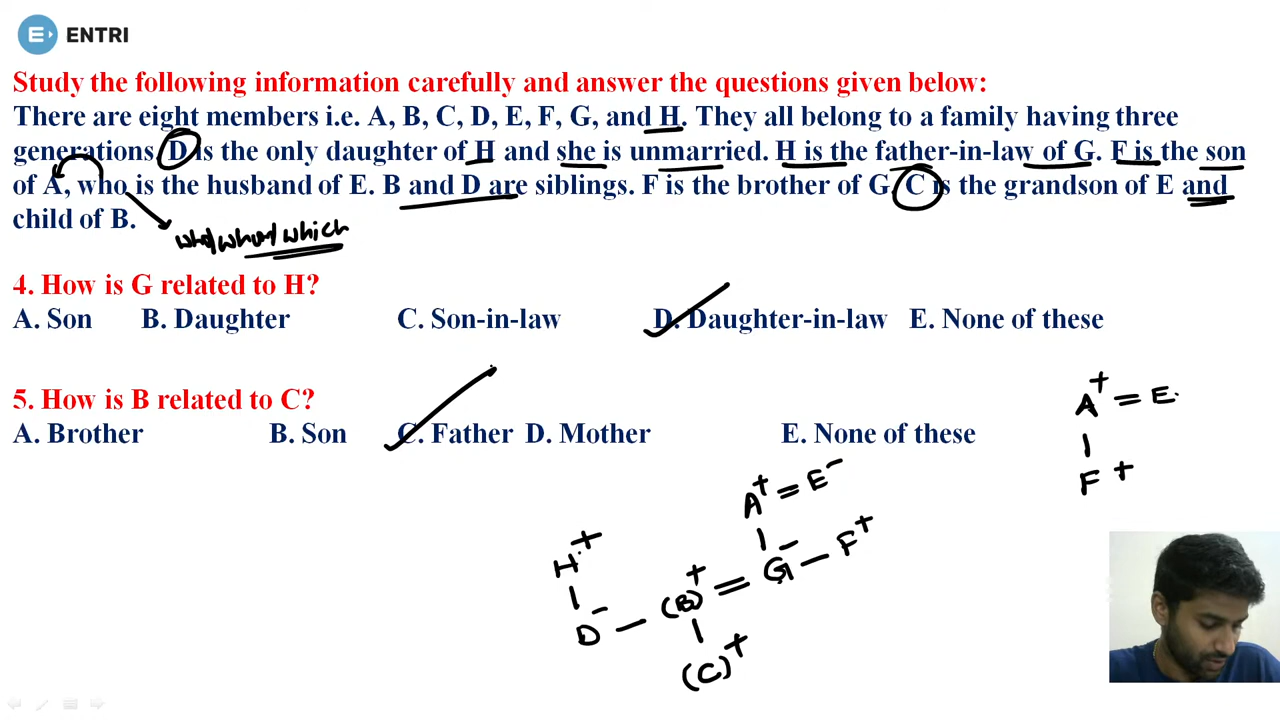 ENTRI
Study the following information carefully and answer the questions given below:
There are eight members i.e. A, B, C, D, E, F, G, and H. They all belong to a family having three
generations. D is the only daughter of H and she is unmarried. H is the father-in-law of G. F is the son
of A, who is the husband of E. B and D are siblings. F is the brother of G. C is the grandson of E and
child of B.
who/whom/which
4. How is G related to H?
A. Son B. Daughter C. Son-in-law D. Daughter-in-law E. None of these
5. How is B related to C?
A. Brother B. Son C. Father D. Mother E. None of these
A+ = E
F +
A+ = E-
H+ G- - F+
D- - (B)+ =
(C)+